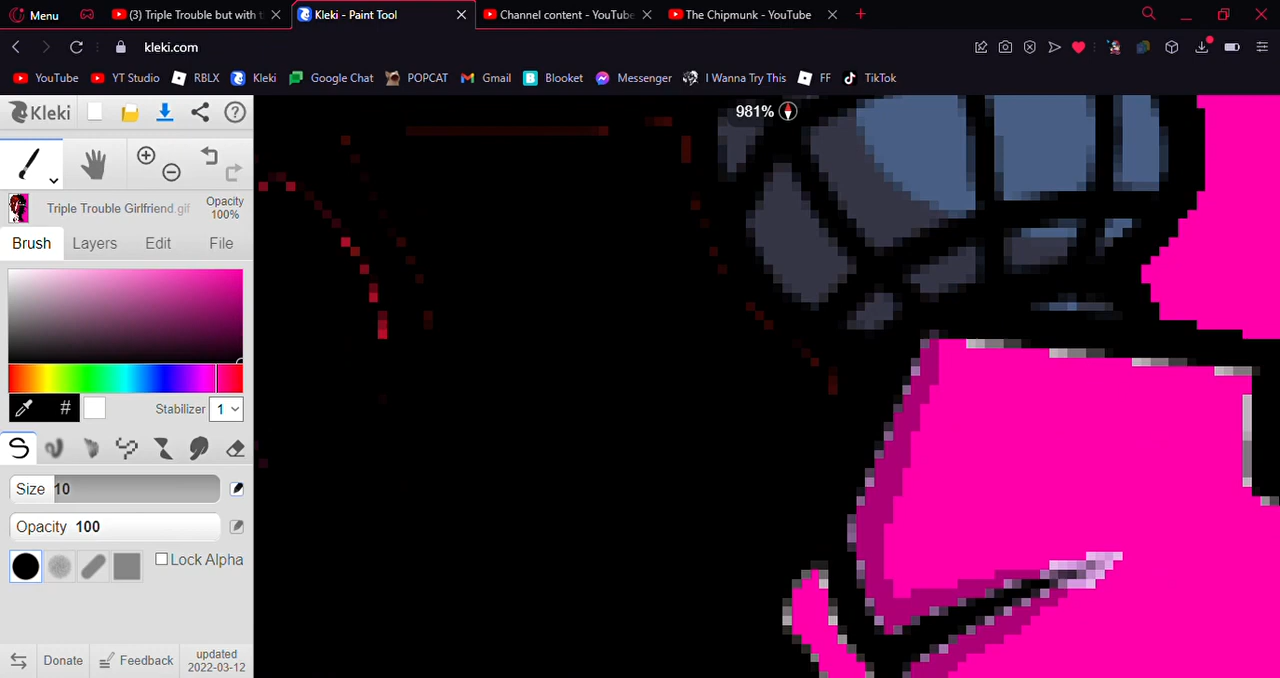 Menu
(3) Triple Trouble but with t
Kleki - Paint Tool
Channel content - YouTube
The Chipmunk - YouTube
kleki.com
YouTube
YT Studio
RBLX
Kleki
Google Chat
POPCAT
Gmail
Blooket
Messenger
I Wanna Try This
FF
TikTok
Kleki
981%
Triple Trouble Girlfriend.gif
Opacity
100%
Brush
Layers
Edit
File
#
Stabilizer
1
Size 10
Opacity 100
Lock Alpha
Donate
Feedback
updated
2022-03-12